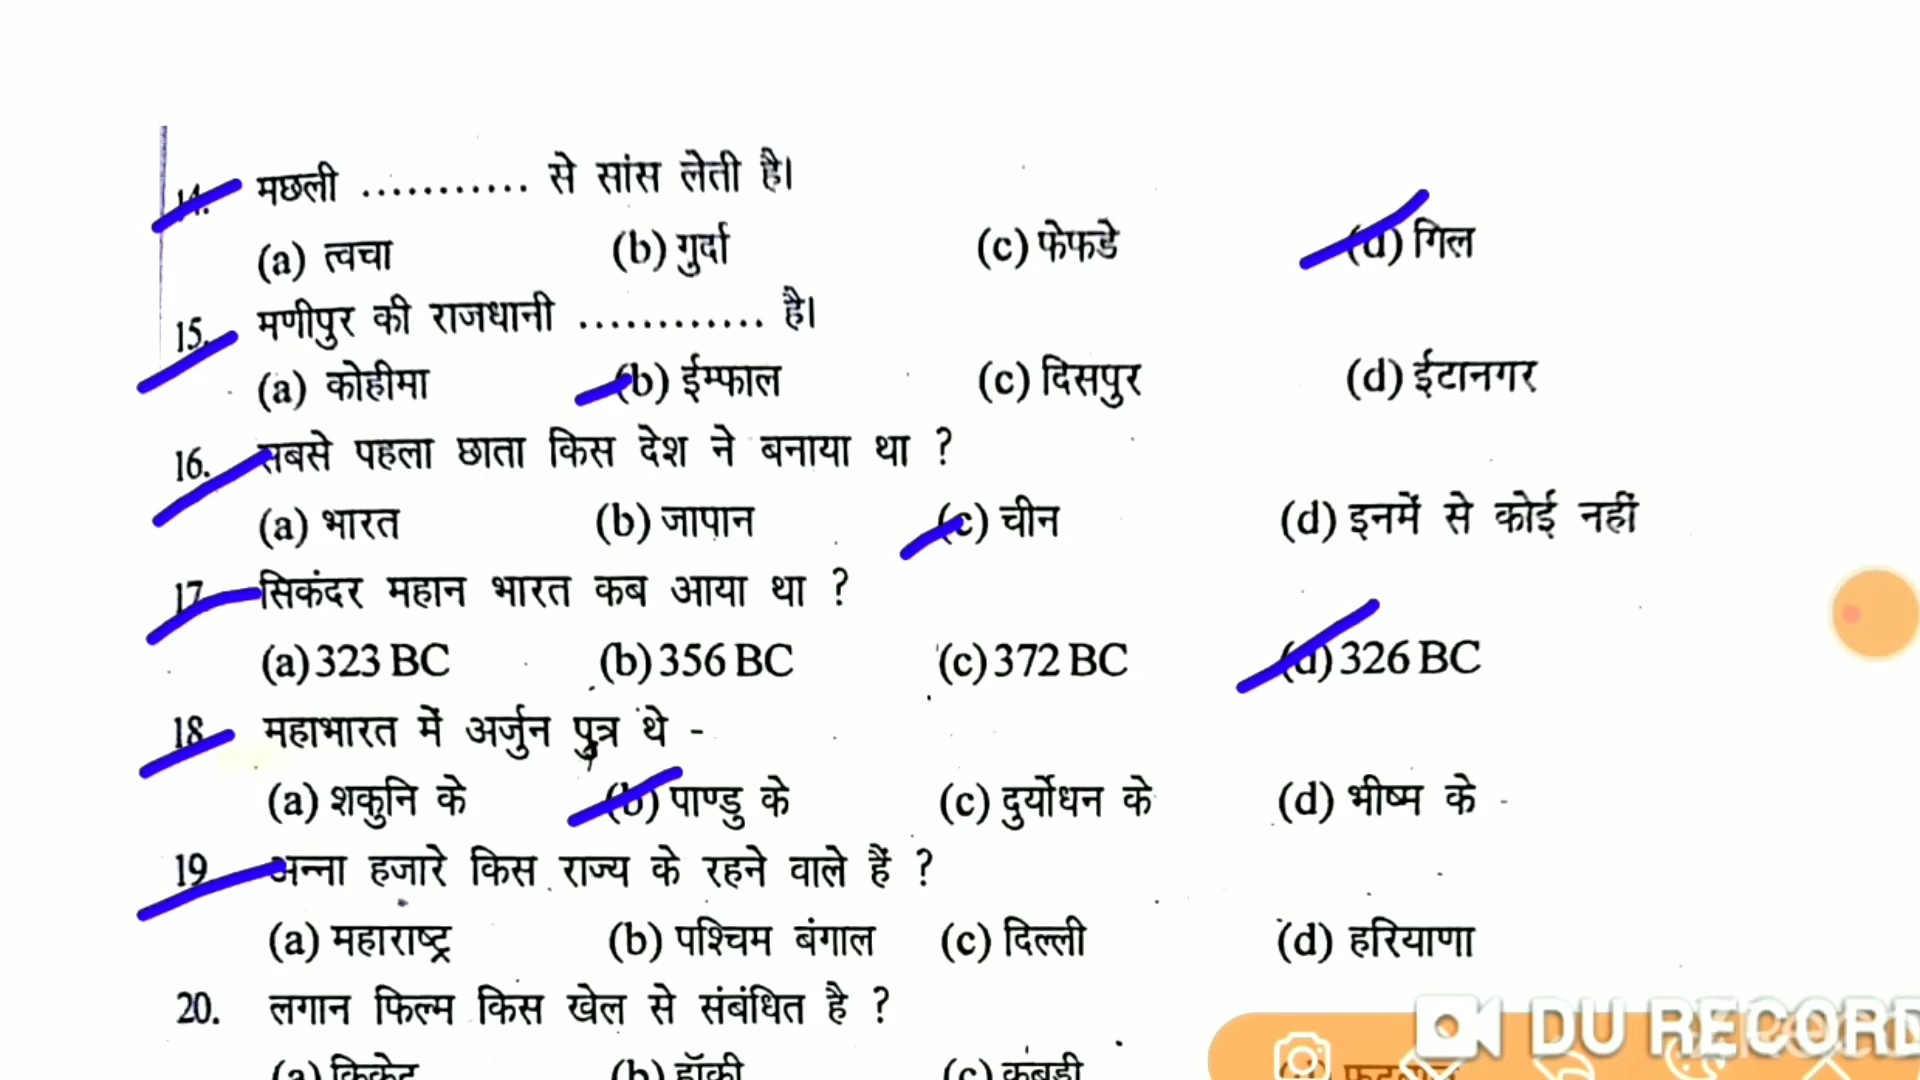 14. मछली ........... से सांस लेती है।
(a) त्वचा (b) गुर्दा (c) फेफडे (d) गिल
15. मणीपुर की राजधानी ............ है।
(a) कोहीमा (b) ईम्फाल (c) दिसपुर (d) ईटानगर
16. सबसे पहला छाता किस देश ने बनाया था ?
(a) भारत (b) जापान (c) चीन (d) इनमें से कोई नहीं
17. सिकंदर महान भारत कब आया था ?
(a) 323 BC (b) 356 BC (c) 372 BC (d) 326 BC
18. महाभारत में अर्जुन पुत्र थे -
(a) शकुनि के (b) पाण्डु के (c) दुर्योधन के (d) भीष्म के
19. अन्ना हजारे किस राज्य के रहने वाले हैं ?
(a) महाराष्ट्र (b) पश्चिम बंगाल (c) दिल्ली (d) हरियाणा
20. लगान फिल्म किस खेल से संबंधित है ?
(a) क्रिकेट (b) हॉकी (c) कबड्डी
DU RECORD